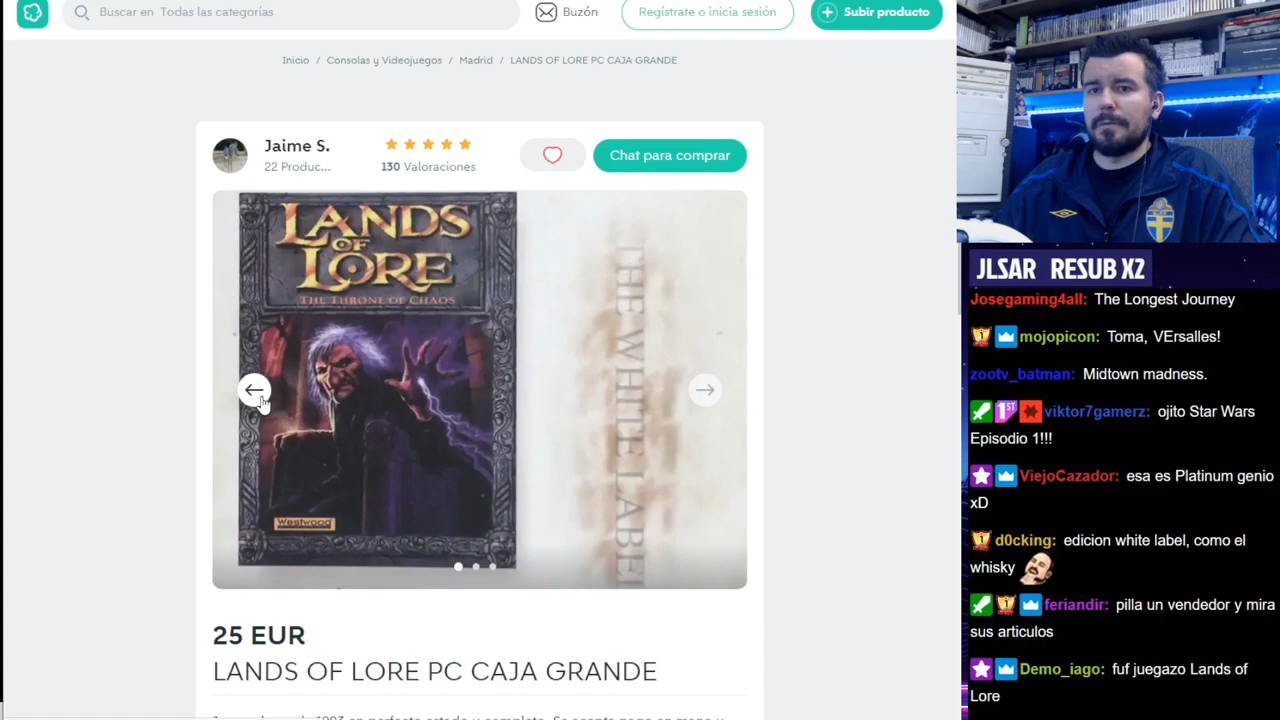 Buscar en Todas las categorías
Buzón
Regístrate o inicia sesión
Subir producto
Inicio / Consolas y Videojuegos / Madrid / LANDS OF LORE PC CAJA GRANDE
Jaime S.
22 Produc...
130 Valoraciones
Chat para comprar
LANDS
OF
LORE
THE THRONE OF CHAOS
Westwood
THE WHITE LABEL
25 EUR
LANDS OF LORE PC CAJA GRANDE
JLSAR RESUB X2
Josegaming4all: The Longest Journey
mojopicon: Toma, VErsalles!
zootv_batman: Midtown madness.
viktor7gamerz: ojito Star Wars
Episodio 1!!!
ViejoCazador: esa es Platinum genio
xD
d0cking: edicion white label, como el
whisky
feriandir: pilla un vendedor y mira
sus articulos
Demo_iago: fuf juegazo Lands of
Lore